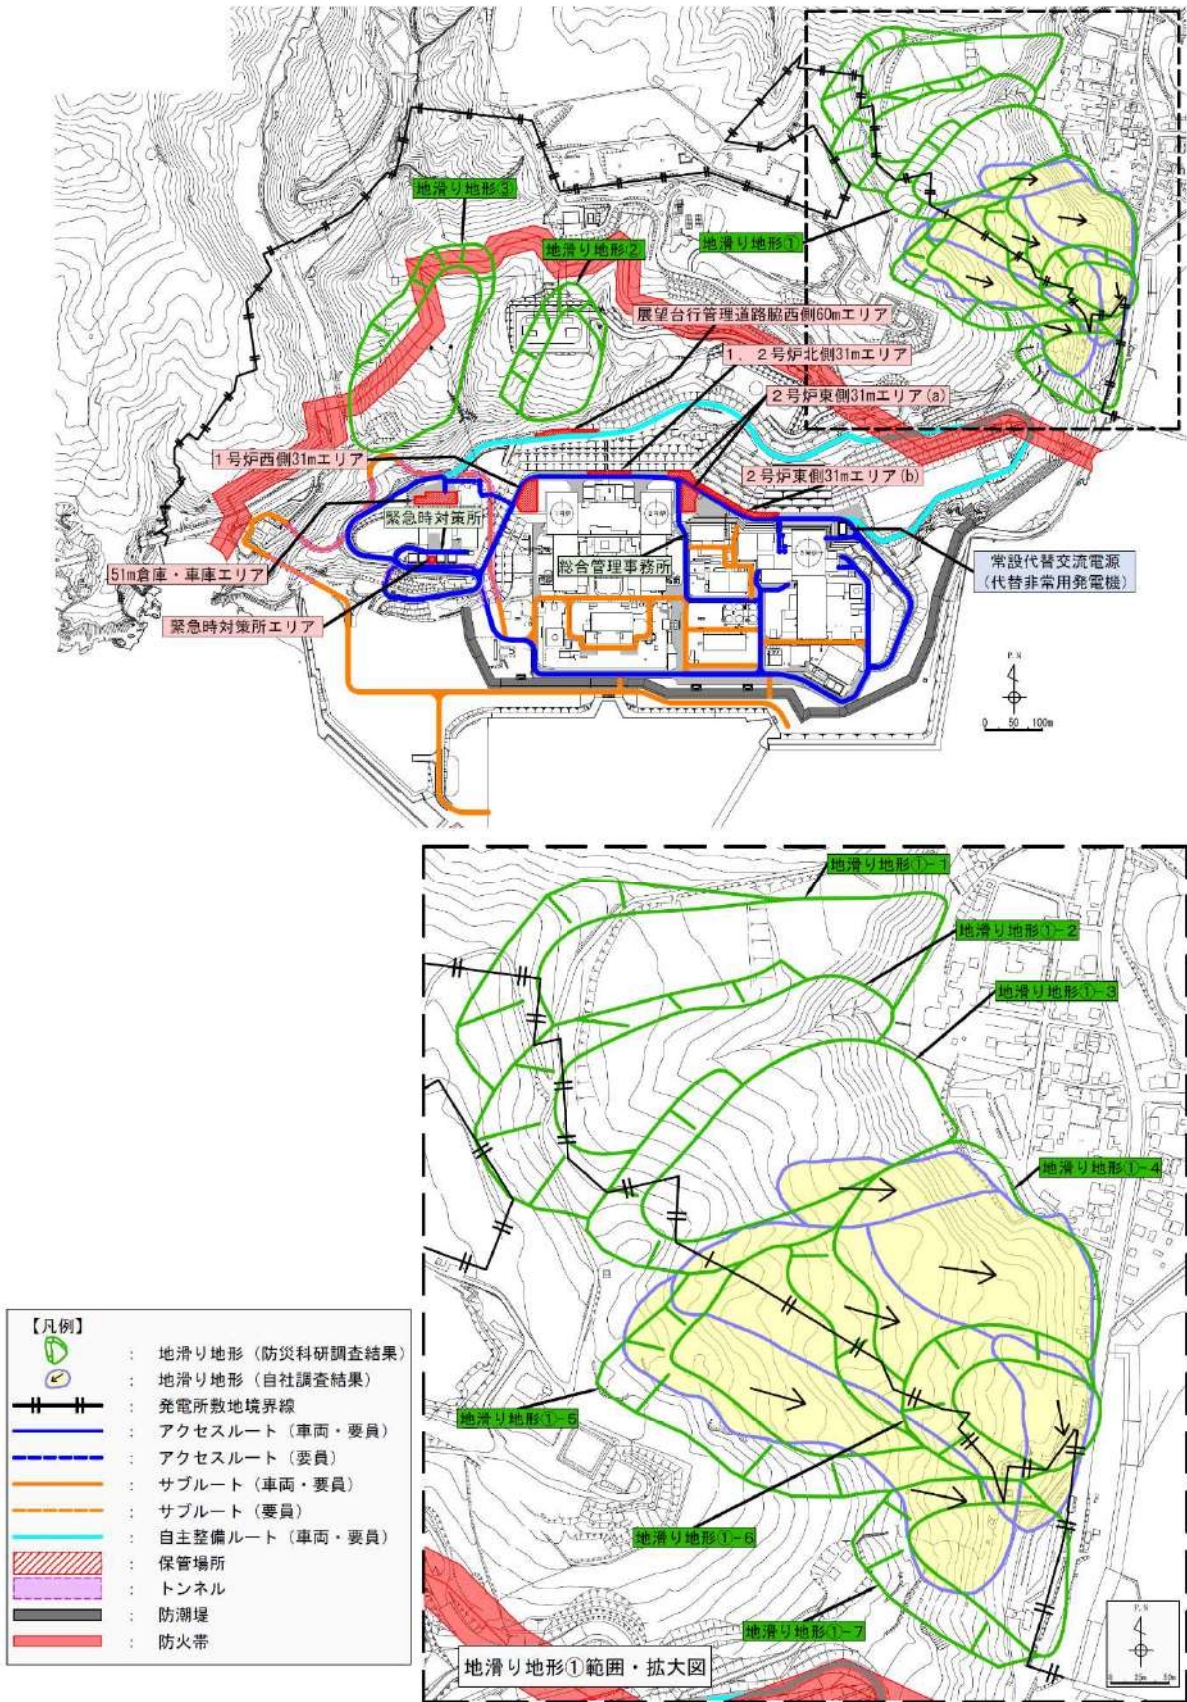 地滑り地形③
地滑り地形②
地滑り地形①
展望台行管理道路脇西側60mエリア
1、2号炉北側31mエリア
2号炉東側31mエリア(a)
1号炉西側31mエリア
2号炉東側31mエリア(b)
緊急時対策所
総合管理事務所
51m倉庫・車庫エリア
常設代替交流電源
(代替非常用発電機)
緊急時対策所エリア
P.N
0 50 100m
地滑り地形①-1
地滑り地形①-2
地滑り地形①-3
地滑り地形①-4
地滑り地形①-5
地滑り地形①-6
地滑り地形①-7
地滑り地形①範囲・拡大図
P.N
0 25m 50m
【凡例】
： 地滑り地形（防災科研調査結果）
： 地滑り地形（自社調査結果）
： 発電所敷地境界線
： アクセスルート（車両・要員）
： アクセスルート（要員）
： サブルート（車両・要員）
： サブルート（要員）
： 自主整備ルート（車両・要員）
： 保管場所
： トンネル
： 防潮堤
： 防火帯